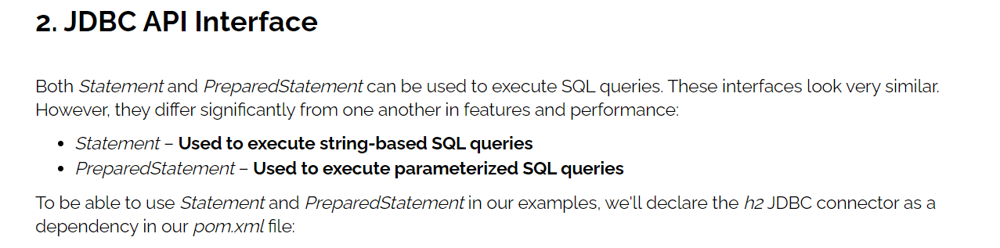 2. JDBC API Interface
Both Statement and PreparedStatement can be used to execute SQL queries. These interfaces look very similar.
However, they differ significantly from one another in features and performance:
• Statement – Used to execute string-based SQL queries
• PreparedStatement – Used to execute parameterized SQL queries
To be able to use Statement and PreparedStatement in our examples, we'll declare the h2 JDBC connector as a
dependency in our pom.xml file: